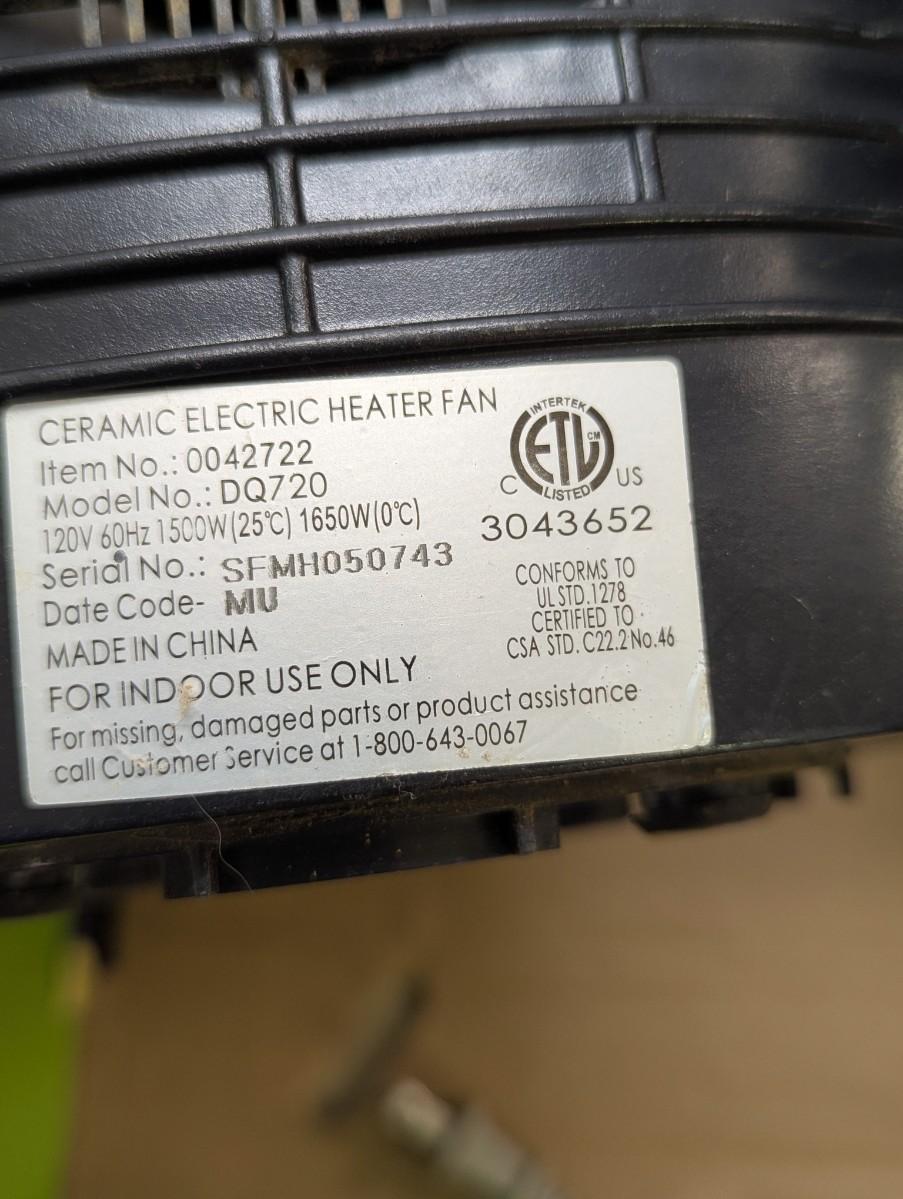 CERAMIC ELECTRIC HEATER FAN
Item No.: 0042722
Model No.: DQ720
120V 60Hz 1500W(25℃) 1650W(0℃)
Serial No.: SFMH050743
Date Code- MU
MADE IN CHINA
FOR INDOOR USE ONLY
For missing, damaged parts or product assistance
call Customer Service at 1-800-643-0067
INTERTEK
ETL CM
LISTED
C US
3043652
CONFORMS TO
UL STD. 1278
CERTIFIED TO
CSA STD. C22.2 No.46